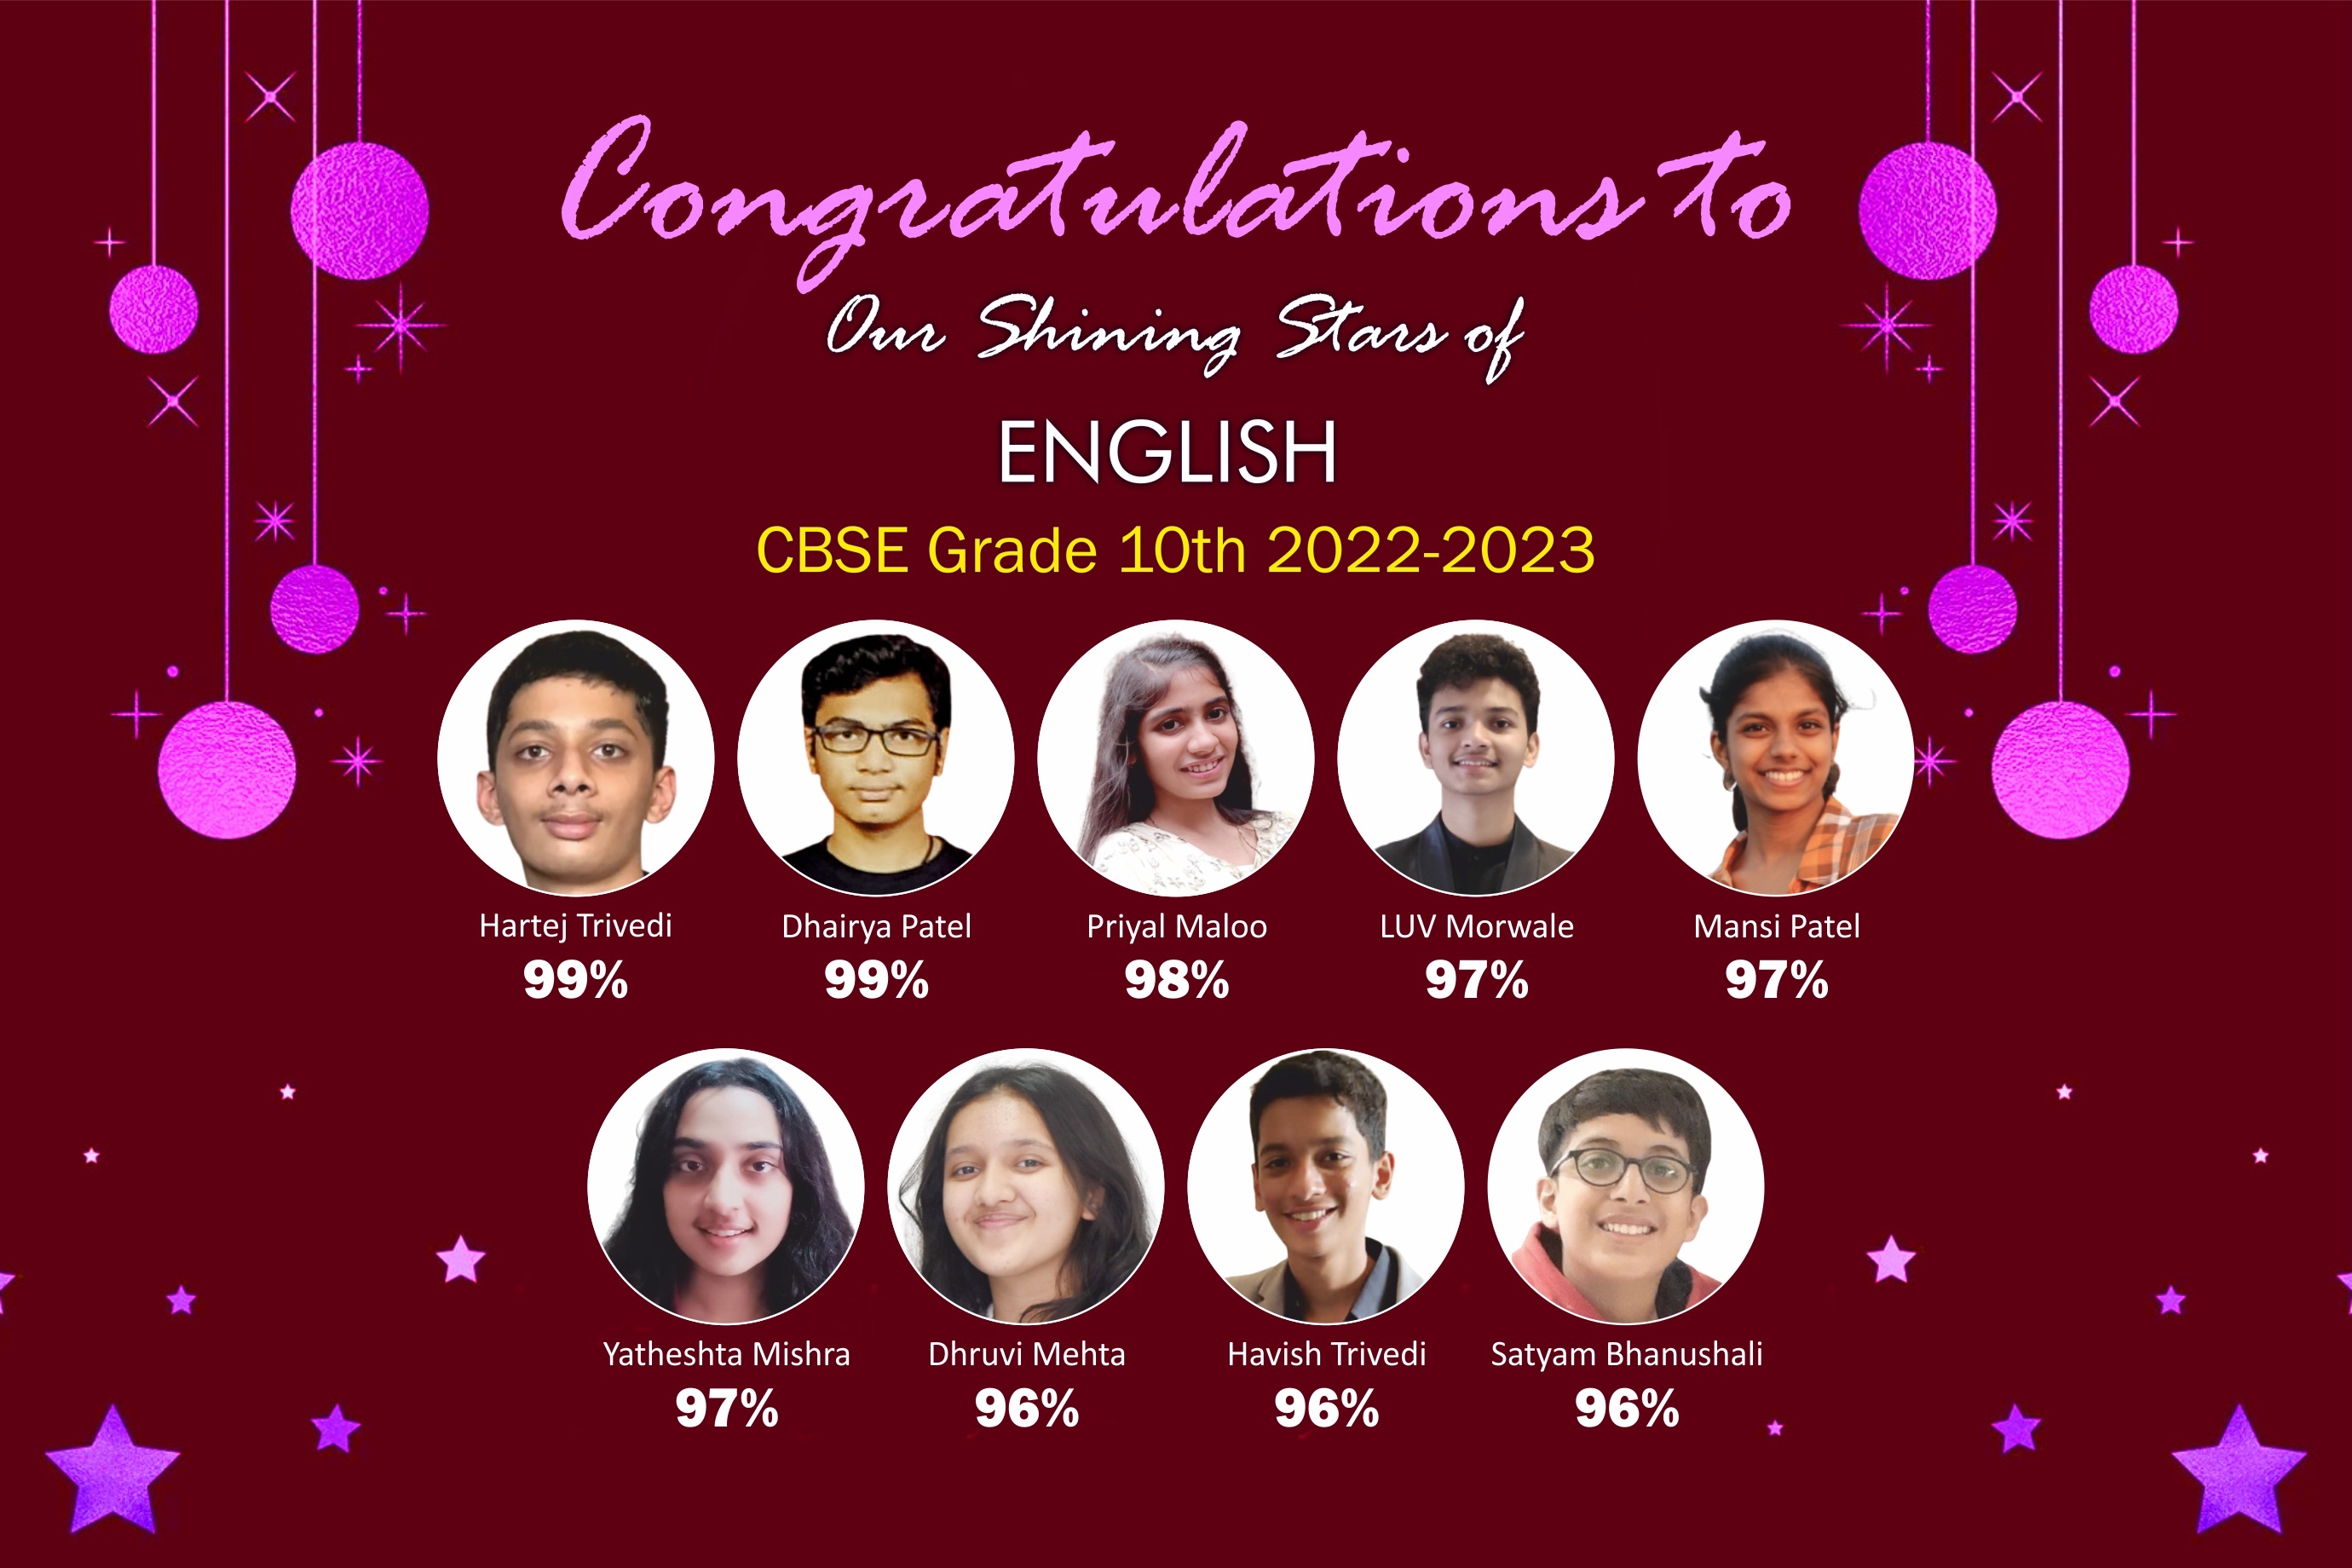 Congratulations to
Our Shining Stars of
ENGLISH
CBSE Grade 10th 2022-2023
Hartej Trivedi
99%
Dhairya Patel
99%
Priyal Maloo
98%
LUV Morwale
97%
Mansi Patel
97%
Yatheshta Mishra
97%
Dhruvi Mehta
96%
Havish Trivedi
96%
Satyam Bhanushali
96%